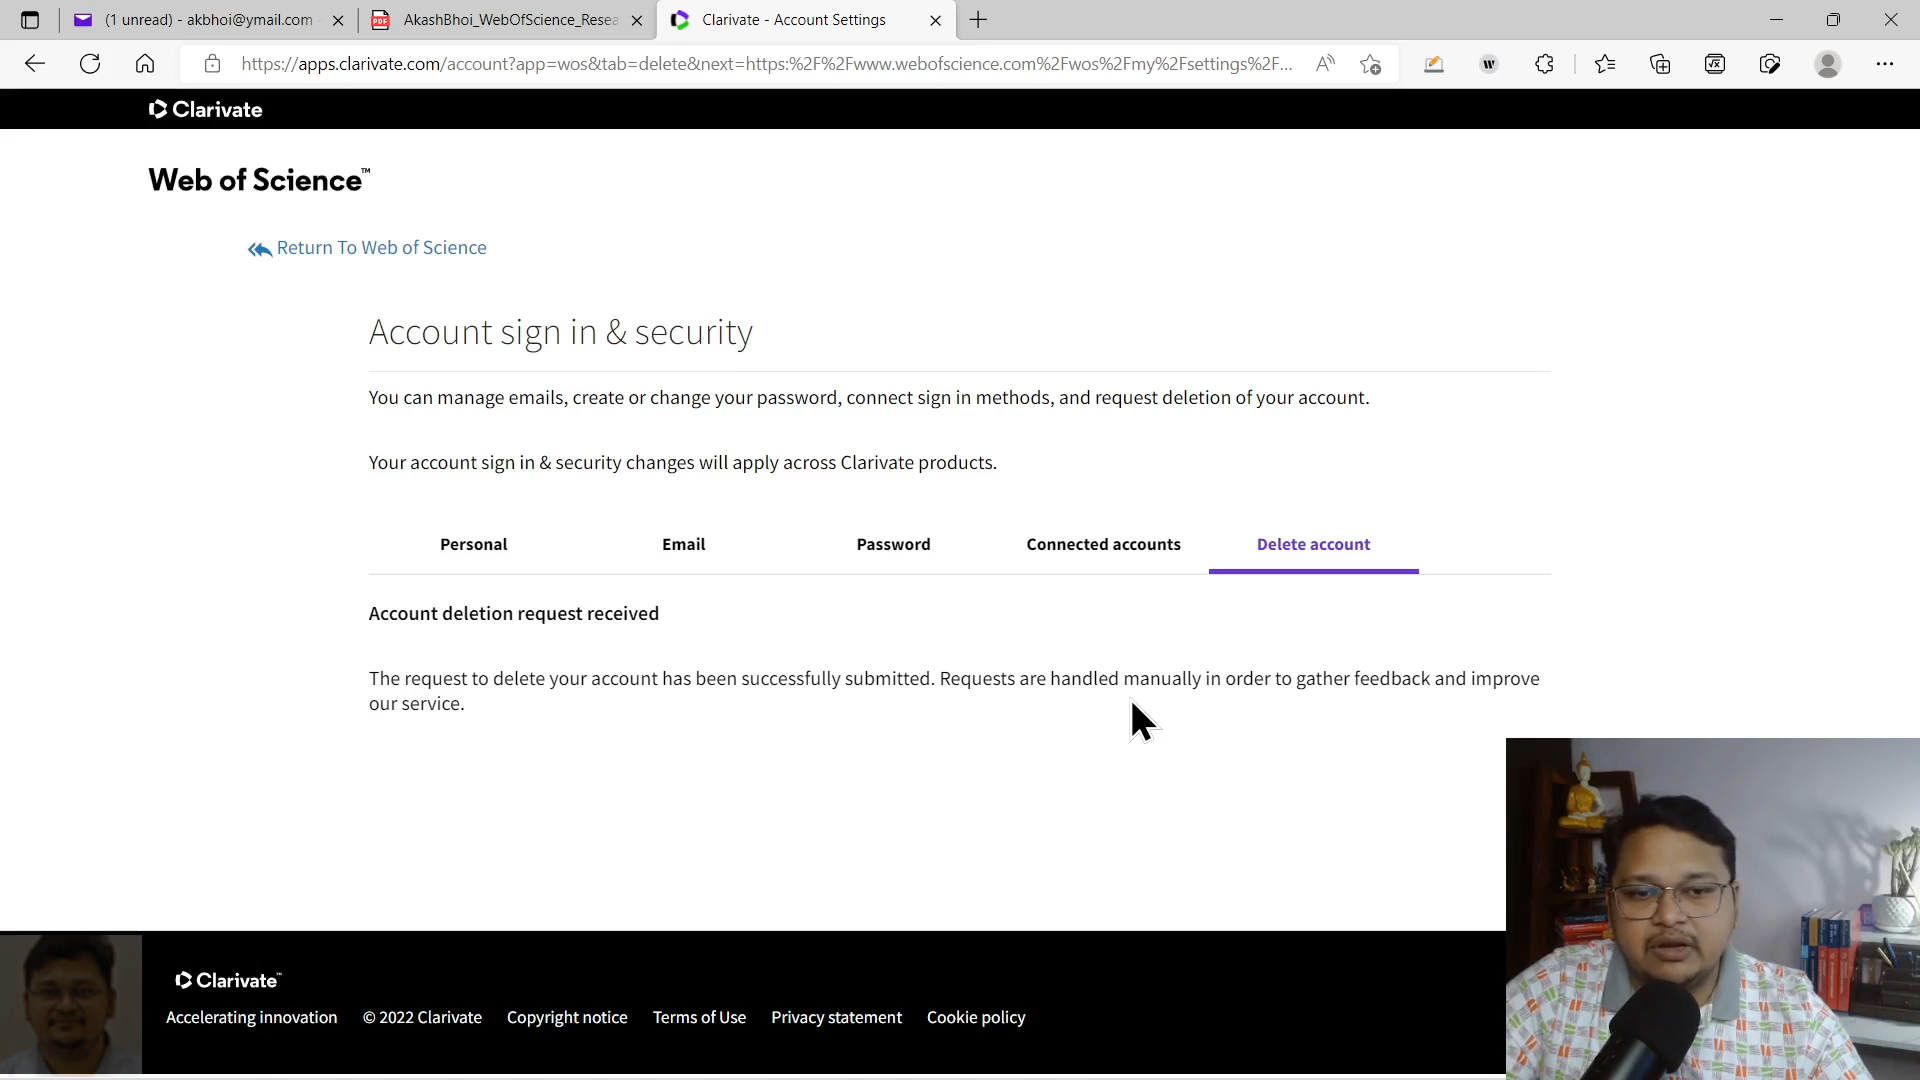 (1 unread) - akbhoi@ymail.com
AkashBhoi_WebOfScience_Resea
Clarivate - Account Settings
https://apps.clarivate.com/account?app=wos&tab=delete&next=https:%2F%2Fwww.webofscience.com%2Fwos%2Fmy%2Fsettings%2F...
Clarivate
Web of Science™
Return To Web of Science
Account sign in & security
You can manage emails, create or change your password, connect sign in methods, and request deletion of your account.
Your account sign in & security changes will apply across Clarivate products.
Personal
Email
Password
Connected accounts
Delete account
Account deletion request received
The request to delete your account has been successfully submitted. Requests are handled manually in order to gather feedback and improve
our service.
Clarivate™
Accelerating innovation
© 2022 Clarivate
Copyright notice
Terms of Use
Privacy statement
Cookie policy